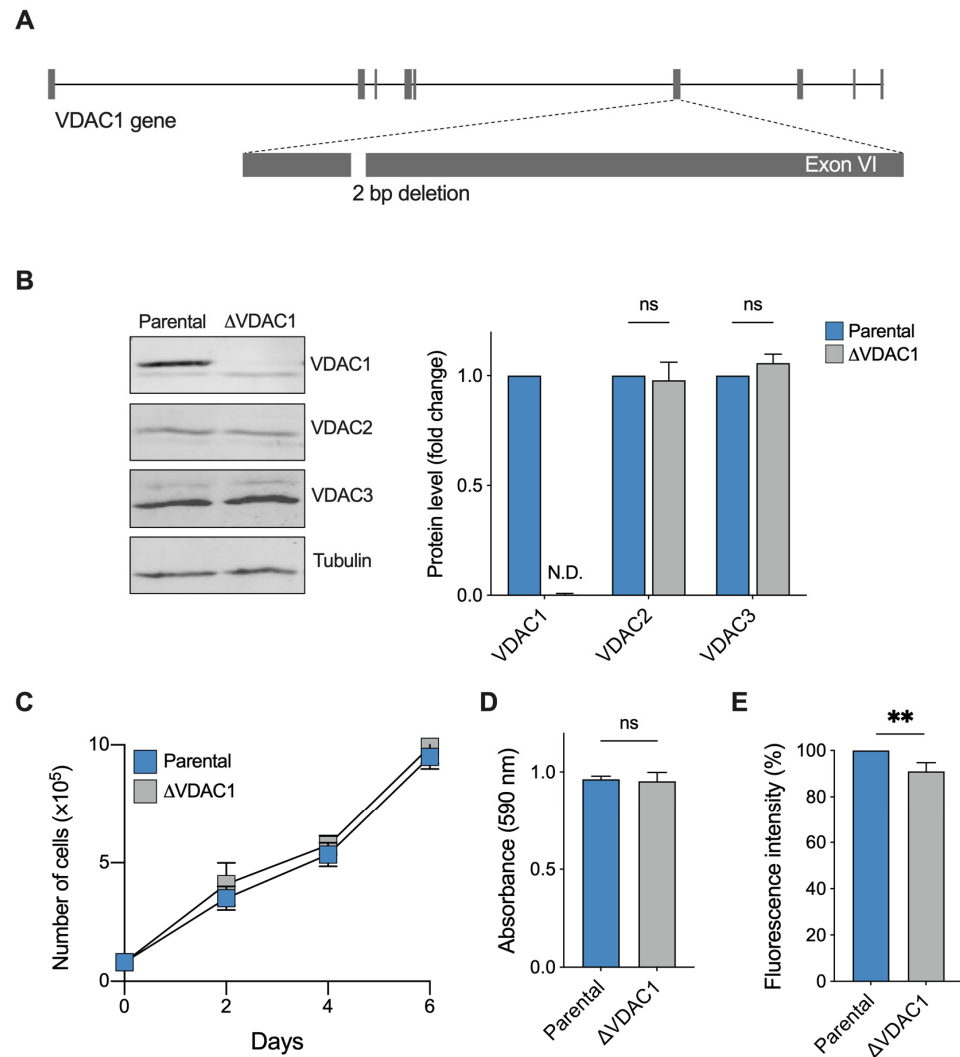 A
VDAC1 gene
Exon VI
2 bp deletion
B
Parental ΔVDAC1
VDAC1
VDAC2
VDAC3
Tubulin
Protein level (fold change)
1.0
0.5
0.0
N.D.
ns
ns
VDAC1
VDAC2
VDAC3
Parental
ΔVDAC1
C
Number of cells (×10⁵)
10
5
0
Parental
ΔVDAC1
0 2 4 6
Days
D
Absorbance (590 nm)
ns
1.0
0.5
0.0
Parental
ΔVDAC1
E
Fluorescence intensity (%)
**
100
80
60
40
20
0
Parental
ΔVDAC1